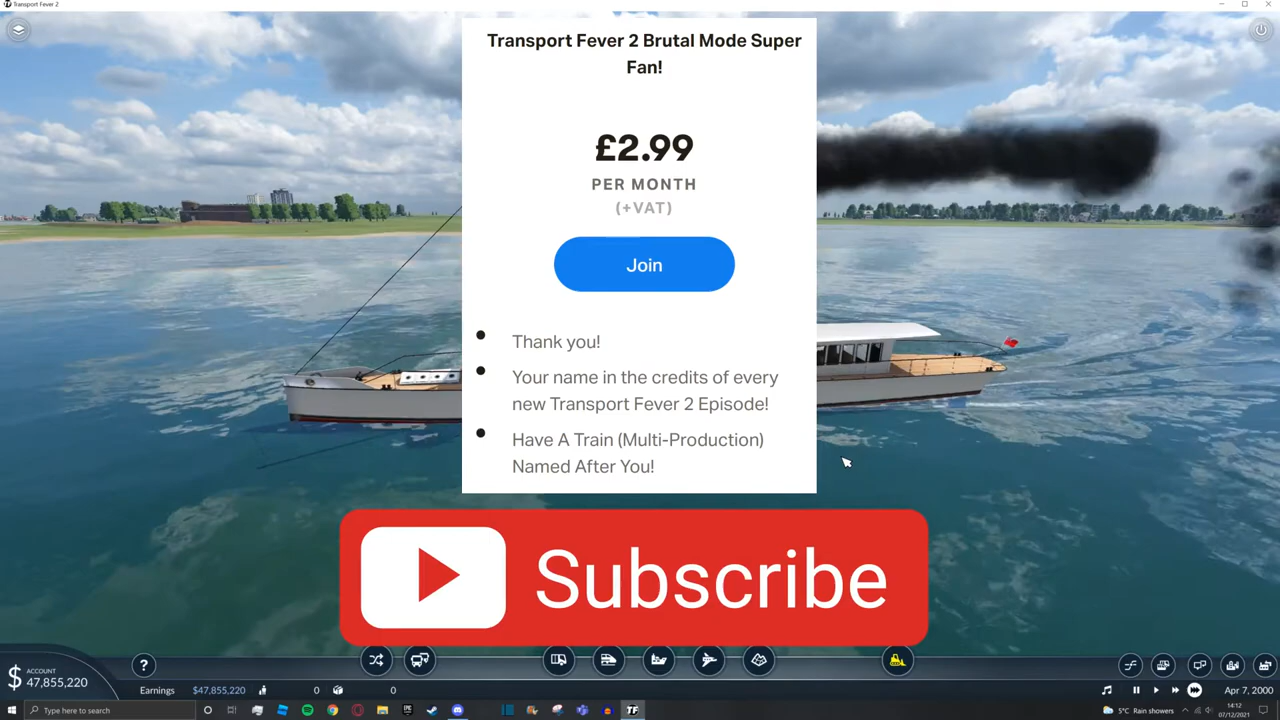 Transport Fever 2
Transport Fever 2 Brutal Mode Super
Fan!
£2.99
PER MONTH
(+VAT)
Join
Thank you!
Your name in the credits of every
new Transport Fever 2 Episode!
Have A Train (Multi-Production)
Named After You!
Subscribe
?
$
ACCOUNT
47,855,220
Earnings
$47,855,220
0
0
Apr 7, 2000
Type here to search
5°C Rain showers
14:12
07/12/2021